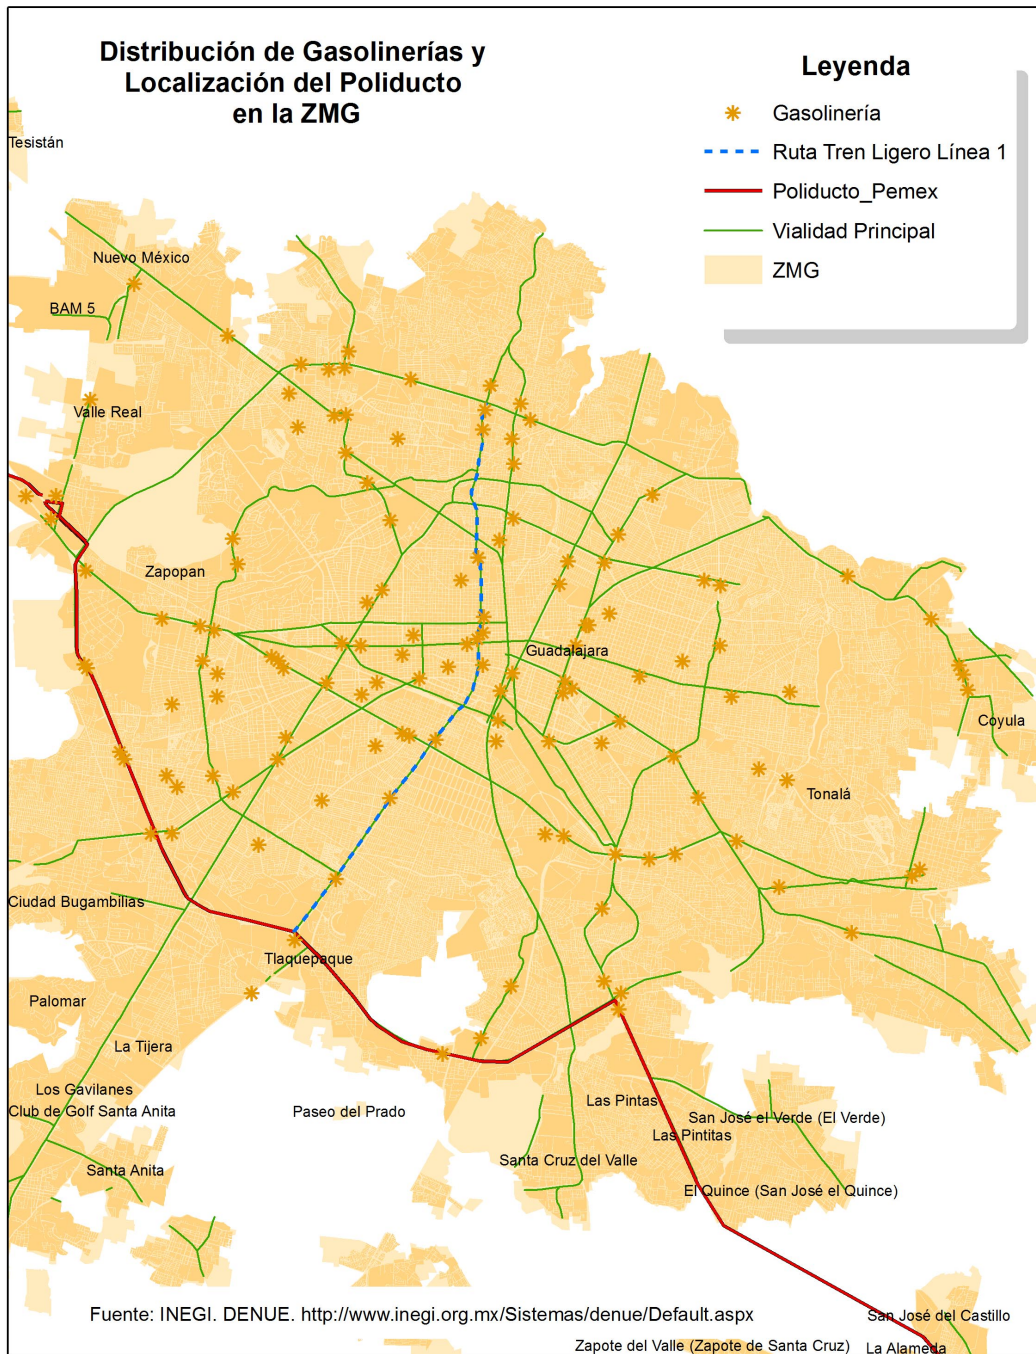 Distribución de Gasolinerías y
Localización del Poliducto
en la ZMG
Leyenda
Gasolinería
Ruta Tren Ligero Línea 1
Poliducto_Pemex
Vialidad Principal
ZMG
Tesistán
Nuevo México
BAM 5
Valle Real
Zapopan
Guadalajara
Coyula
Tonalá
Ciudad Bugambilias
Tlaquepaque
Palomar
La Tijera
Los Gavilanes
Club de Golf Santa Anita
Paseo del Prado
Las Pintas
San José el Verde (El Verde)
Las Pintitas
Santa Anita
Santa Cruz del Valle
El Quince (San José el Quince)
Fuente: INEGI. DENUE. http://www.inegi.org.mx/Sistemas/denue/Default.aspx
San José del Castillo
Zapote del Valle (Zapote de Santa Cruz)
La Alameda